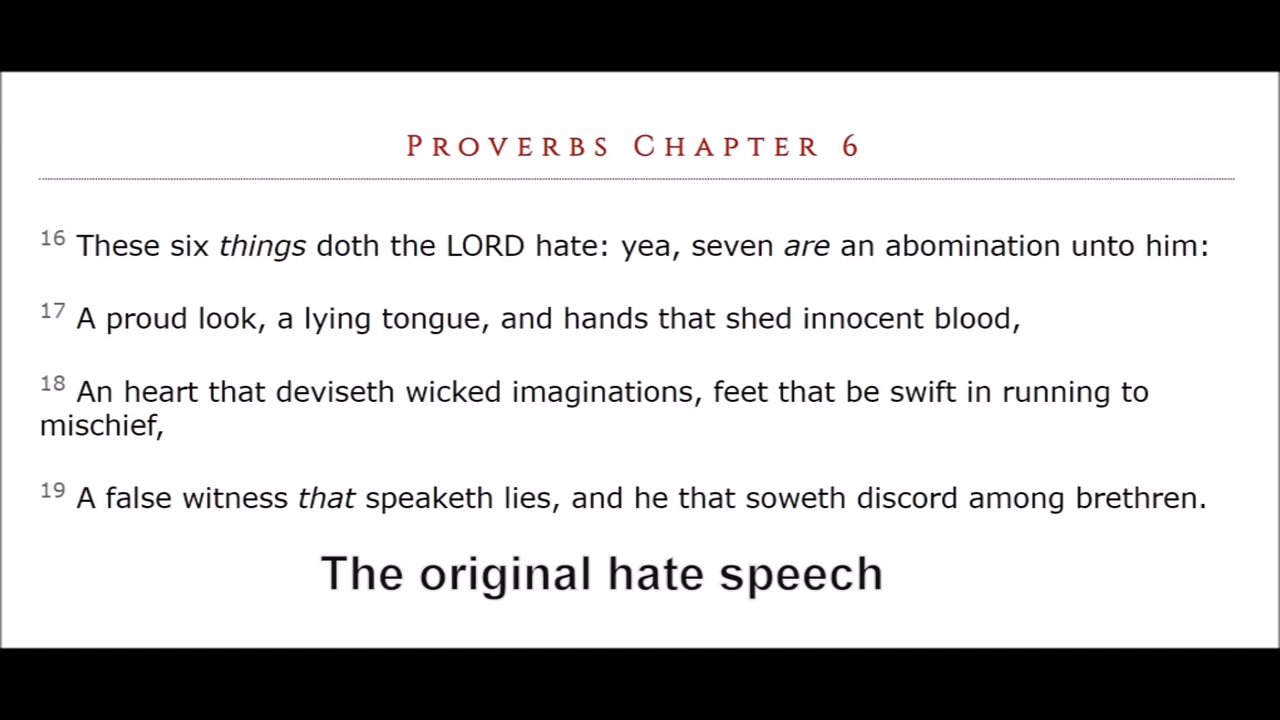 PROVERBS CHAPTER 6
16 These six things doth the LORD hate: yea, seven are an abomination unto him:
17 A proud look, a lying tongue, and hands that shed innocent blood,
18 An heart that deviseth wicked imaginations, feet that be swift in running to
mischief,
19 A false witness that speaketh lies, and he that soweth discord among brethren.
The original hate speech